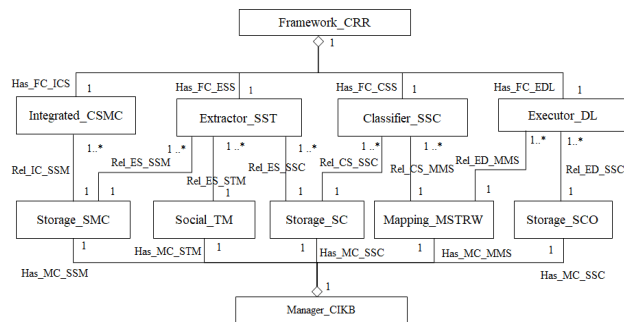 Framework_CRR
1
Has_FC_ICS 1 Has_FC_ESS 1 Has_FC_CSS 1 Has_FC_EDL 1
Integrated_CSMC Extractor_SST Classifier_SSC Executor_DL
1..* 1 ..* 1 ..* 1 ..* 1 ..* 1 ..* 1..* 1..*
Rel_IC_SSM Rel_ES_SSM Rel_ES_STM Rel_ES_SSC Rel_CS_SSC Rel_CS_MMS Rel_ED_MMS Rel_ED_SSC
1 1 1 1 1 1 1 1
Storage_SMC Social_TM Storage_SC Mapping_MSTRW Storage_SCO
1 1 1 1 1
Has_MC_SSM Has_MC_STM Has_MC_SSC Has_MC_MMS Has_MC_SSC
1
Manager_CIKB